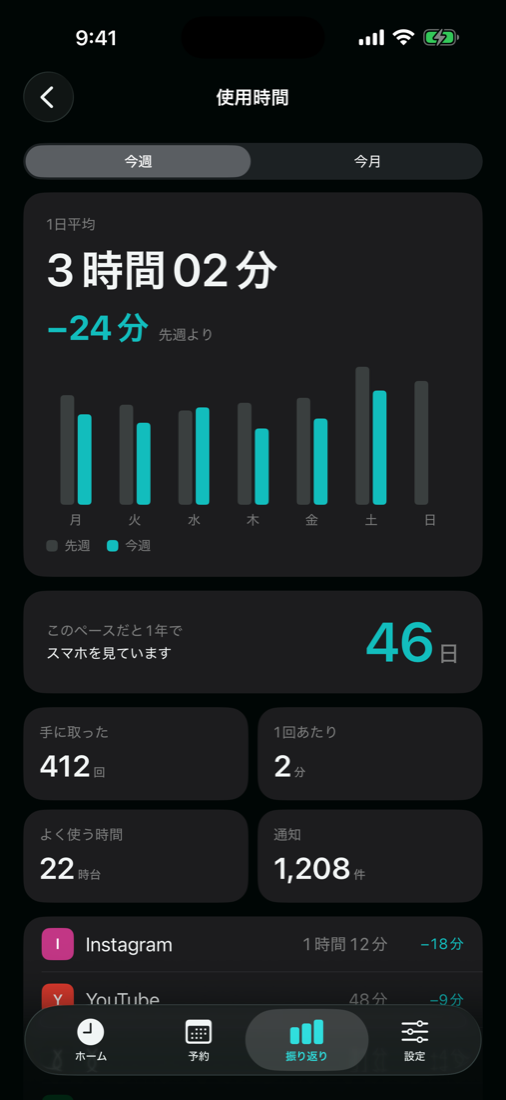 9:41
使用時間
今週 今月
1日平均
3時間02分
−24分 先週より
月 火 水 木 金 土 日
先週 今週
このペースだと1年で
スマホを見ています
46日
手に取った
412回
1回あたり
2分
よく使う時間
22時台
通知
1,208件
I Instagram 1時間12分 −18分
Y YouTube 48分 −9分
ホーム 予約 振り返り 設定